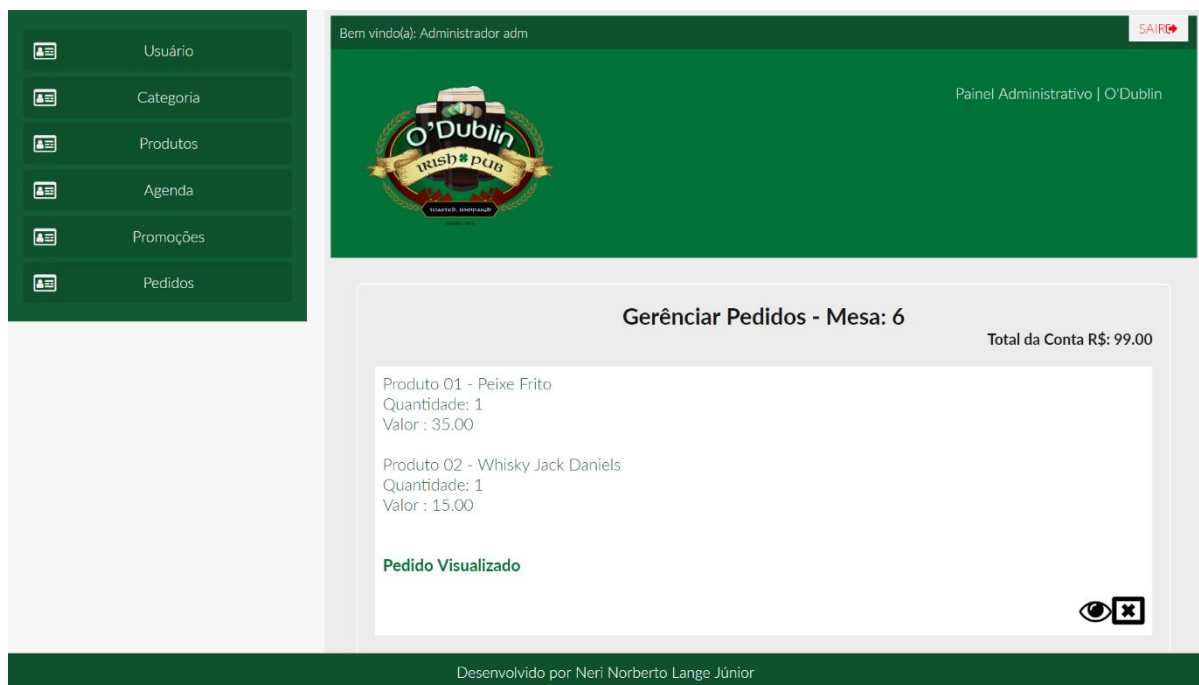 Usuário
Categoria
Produtos
Agenda
Promoções
Pedidos
Bem vindo(a): Administrador adm
SAIR
Painel Administrativo | O'Dublin
O'Dublin
IRISH PUB
Gerênciar Pedidos - Mesa: 6
Total da Conta R$: 99.00
Produto 01 - Peixe Frito
Quantidade: 1
Valor : 35.00
Produto 02 - Whisky Jack Daniels
Quantidade: 1
Valor : 15.00
Pedido Visualizado
Desenvolvido por Neri Norberto Lange Júnior